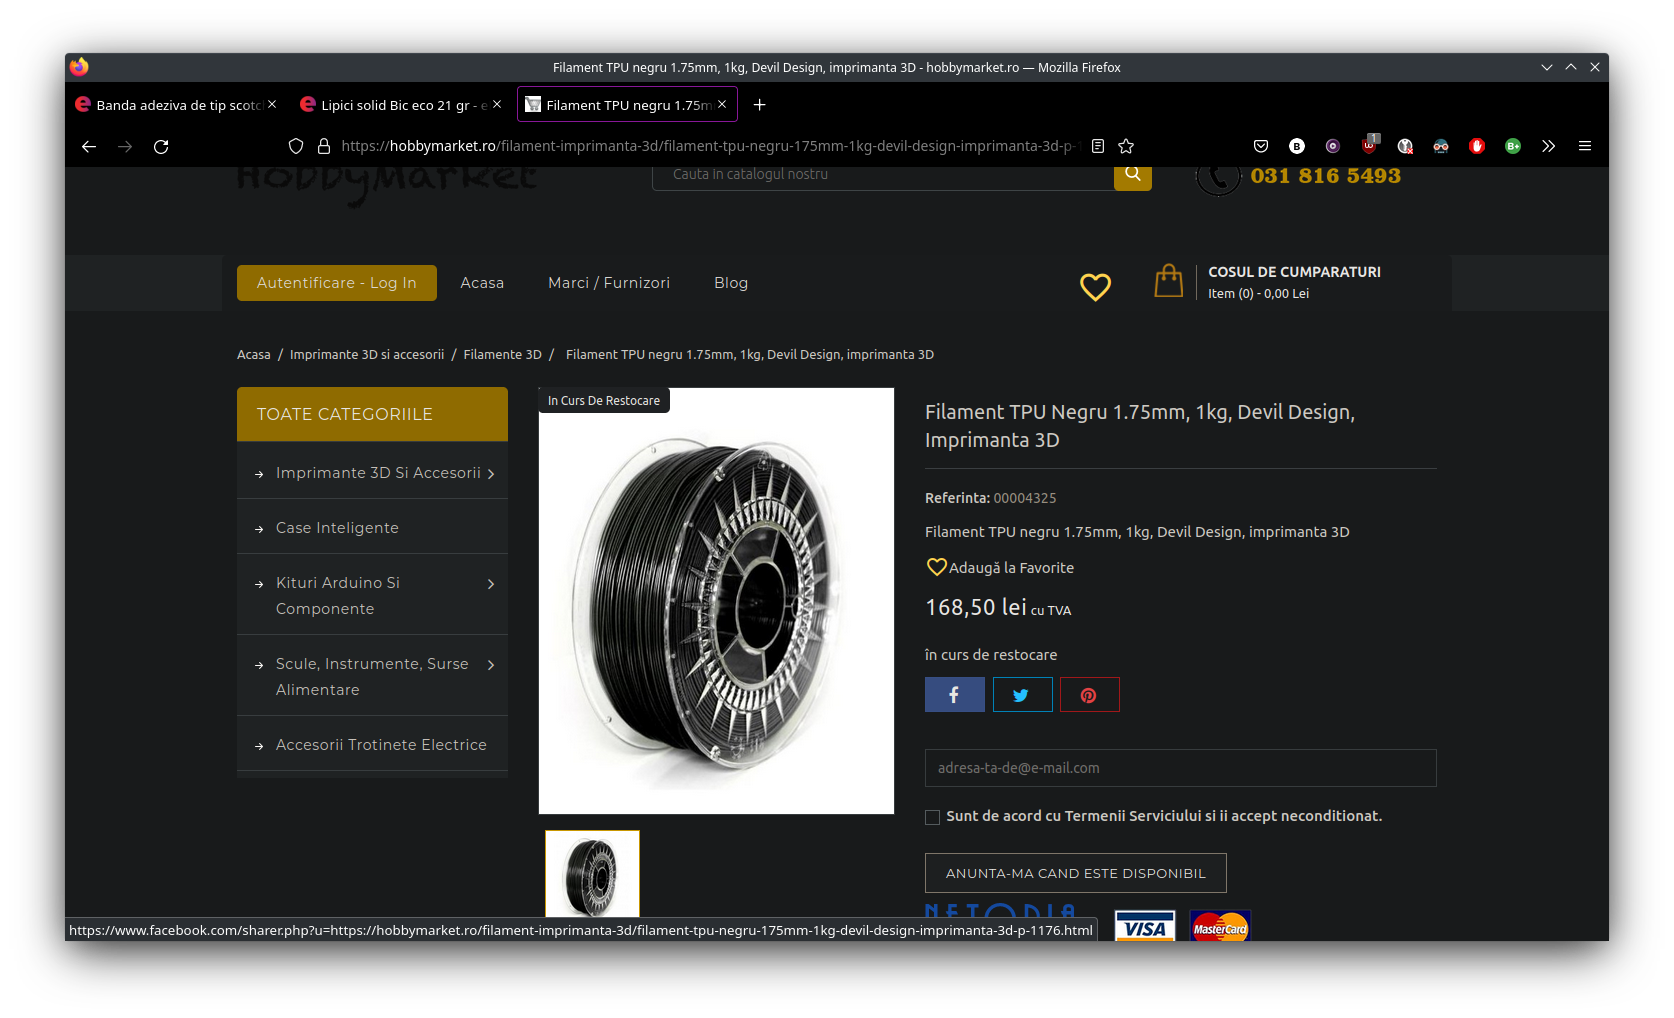 Filament TPU negru 1.75mm, 1kg, Devil Design, imprimanta 3D - hobbymarket.ro — Mozilla Firefox
Banda adeziva de tip scotc
Lipici solid Bic eco 21 gr - e
Filament TPU negru 1.75m
https://hobbymarket.ro/filament-imprimanta-3d/filament-tpu-negru-175mm-1kg-devil-design-imprimanta-3d-p-1
1
HobbyMarket
Cauta in catalogul nostru
031 816 5493
Autentificare - Log In
Acasa
Marci / Furnizori
Blog
COSUL DE CUMPARATURI
Item (0) - 0,00 Lei
Acasa / Imprimante 3D si accesorii / Filamente 3D / Filament TPU negru 1.75mm, 1kg, Devil Design, imprimanta 3D
TOATE CATEGORIILE
Imprimante 3D Si Accesorii
Case Inteligente
Kituri Arduino Si
Componente
Scule, Instrumente, Surse
Alimentare
Accesorii Trotinete Electrice
In Curs De Restocare
Filament TPU Negru 1.75mm, 1kg, Devil Design,
Imprimanta 3D
Referinta: 00004325
Filament TPU negru 1.75mm, 1kg, Devil Design, imprimanta 3D
Adaugă la Favorite
168,50 lei cu TVA
în curs de restocare
adresa-ta-de@e-mail.com
Sunt de acord cu Termenii Serviciului si ii accept neconditionat.
ANUNTA-MA CAND ESTE DISPONIBIL
NETOPIA
VISA
MasterCard
https://www.facebook.com/sharer.php?u=https://hobbymarket.ro/filament-imprimanta-3d/filament-tpu-negru-175mm-1kg-devil-design-imprimanta-3d-p-1176.html